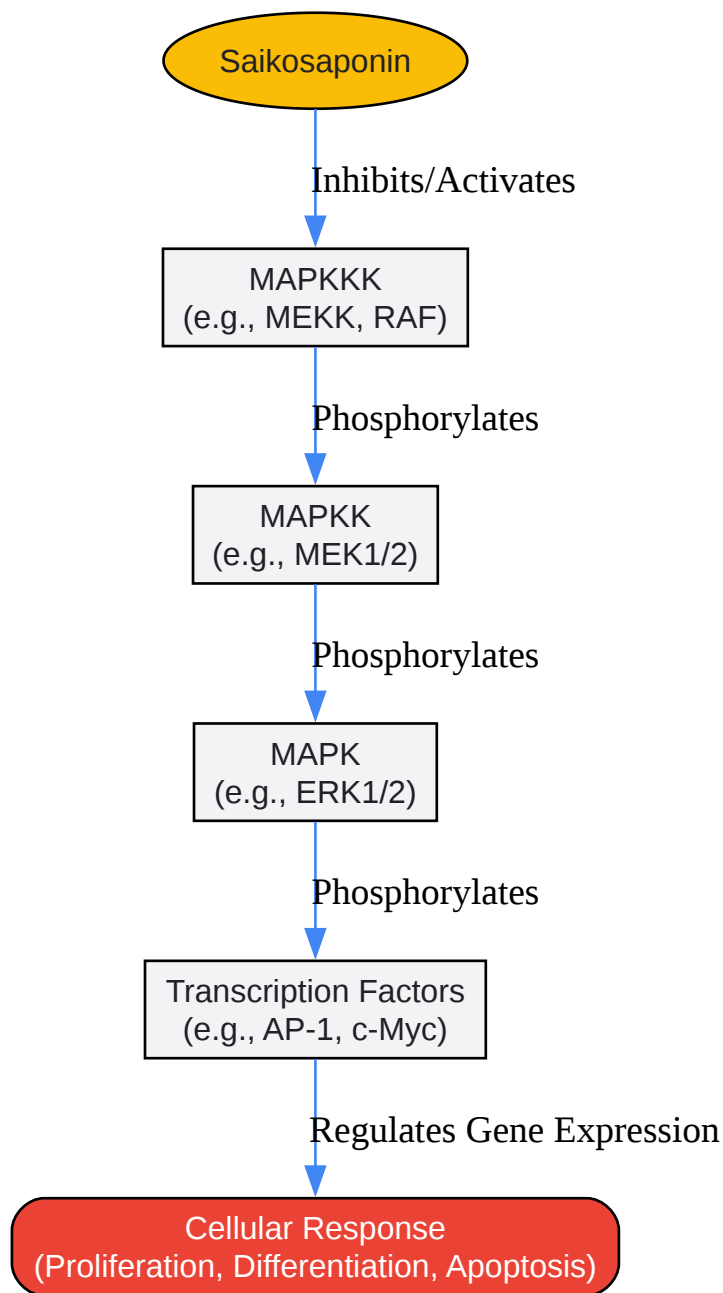 Saikosaponin
Inhibits/Activates
MAPKKK
(e.g., MEKK, RAF)
Phosphorylates
MAPKK
(e.g., MEK1/2)
Phosphorylates
MAPK
(e.g., ERK1/2)
Phosphorylates
Transcription Factors
(e.g., AP-1, c-Myc)
Regulates Gene Expression
Cellular Response
(Proliferation, Differentiation, Apoptosis)